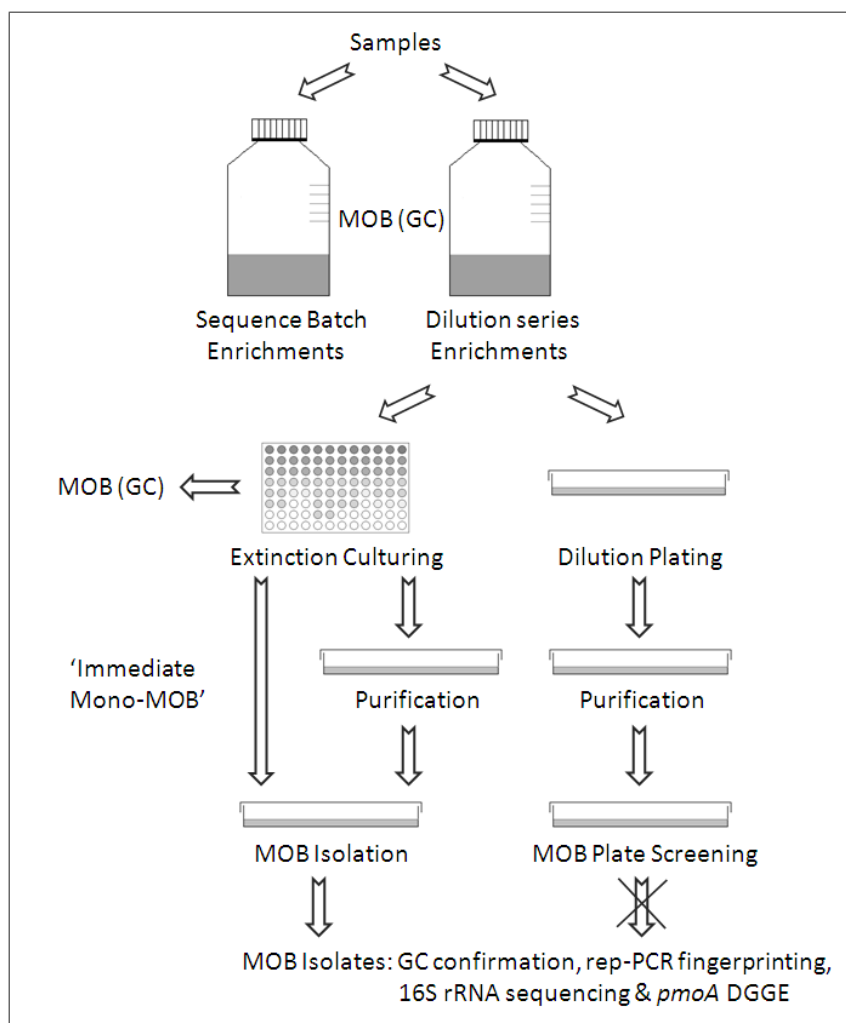 Samples
MOB (GC)
Sequence Batch
Enrichments
Dilution series
Enrichments
MOB (GC)
Extinction Culturing
Dilution Plating
‘Immediate
Mono-MOB’
Purification
Purification
MOB Isolation
MOB Plate Screening
MOB Isolates: GC confirmation, rep-PCR fingerprinting,
16S rRNA sequencing & pmoA DGGE